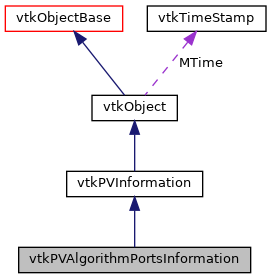 vtkObjectBase
vtkTimeStamp
MTime
vtkObject
vtkPVInformation
vtkPVAlgorithmPortsInformation